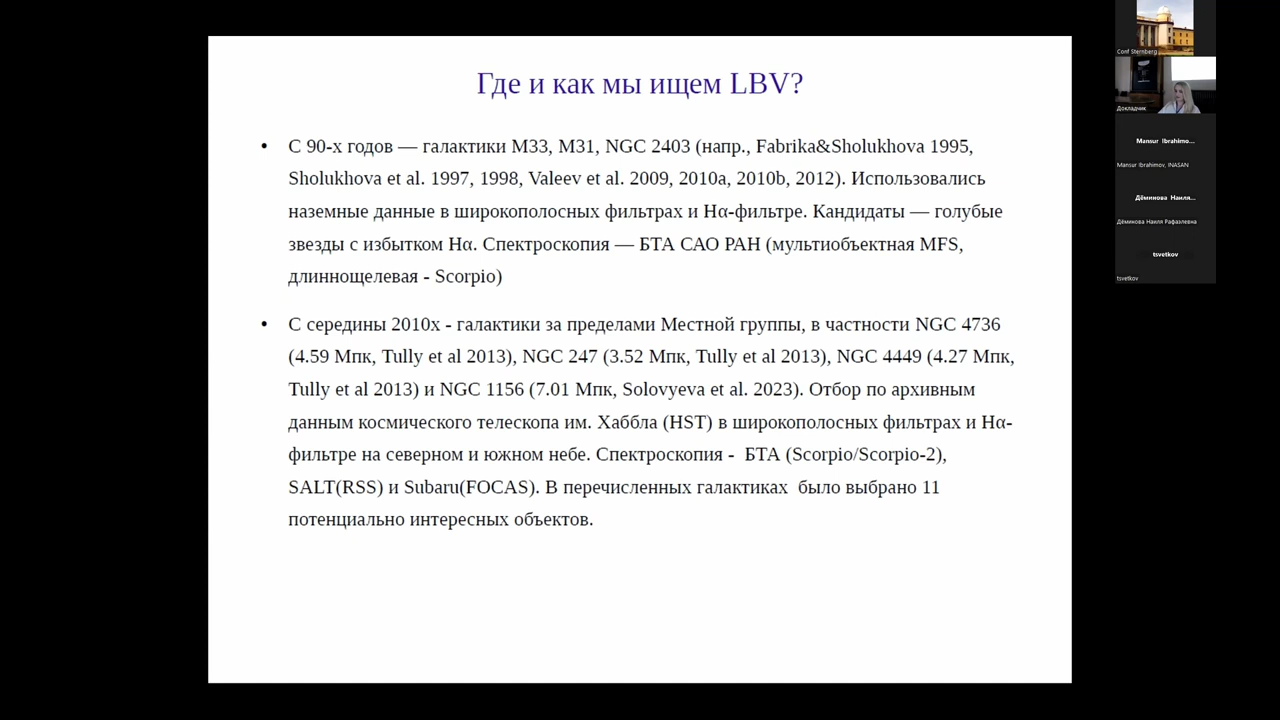 Где и как мы ищем LBV?
• С 90-х годов — галактики M33, M31, NGC 2403 (напр., Fabrika&Sholukhova 1995,
Sholukhova et al. 1997, 1998, Valeev et al. 2009, 2010a, 2010b, 2012). Использовались
наземные данные в широкополосных фильтрах и Hα-фильтре. Кандидаты — голубые
звезды с избытком Hα. Спектроскопия — БТА САО РАН (мультиобъектная MFS,
длиннощелевая - Scorpio)
• С середины 2010х - галактики за пределами Местной группы, в частности NGC 4736
(4.59 Мпк, Tully et al 2013), NGC 247 (3.52 Мпк, Tully et al 2013), NGC 4449 (4.27 Мпк,
Tully et al 2013) и NGC 1156 (7.01 Мпк, Solovyeva et al. 2023). Отбор по архивным
данным космического телескопа им. Хаббла (HST) в широкополосных фильтрах и Hα-
фильтре на северном и южном небе. Спектроскопия - БТА (Scorpio/Scorpio-2),
SALT(RSS) и Subaru(FOCAS). В перечисленных галактиках было выбрано 11
потенциально интересных объектов.
Conf Sternberg
Докладчик
Mansur Ibrahimo...
Mansur Ibrahimov, INASAN
Дёминова Наиля...
Дёминова Наиля Рафаэлевна
tsvetkov
tsvetkov